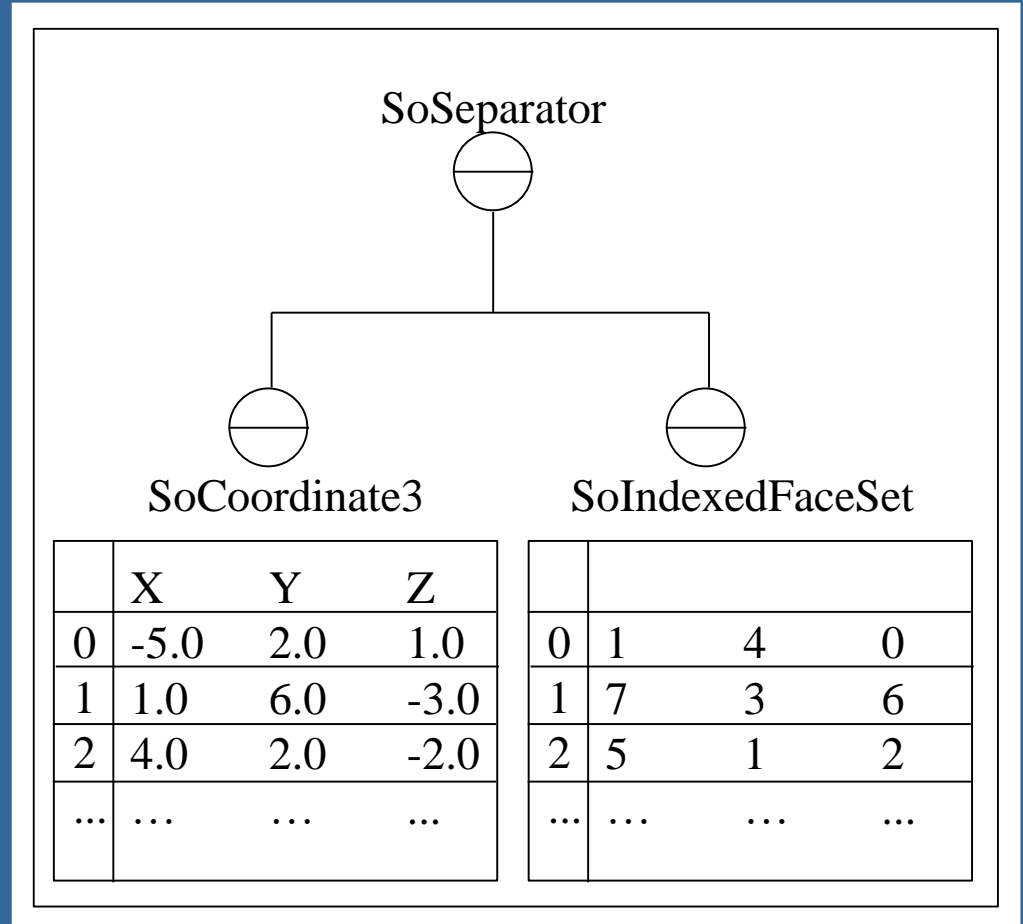 SoSeparator
SoCoordinate3
SoIndexedFaceSet
X Y Z
0 -5.0 2.0 1.0
1 1.0 6.0 -3.0
2 4.0 2.0 -2.0
... … … ...
0 1 4 0
1 7 3 6
2 5 1 2
... … … ...